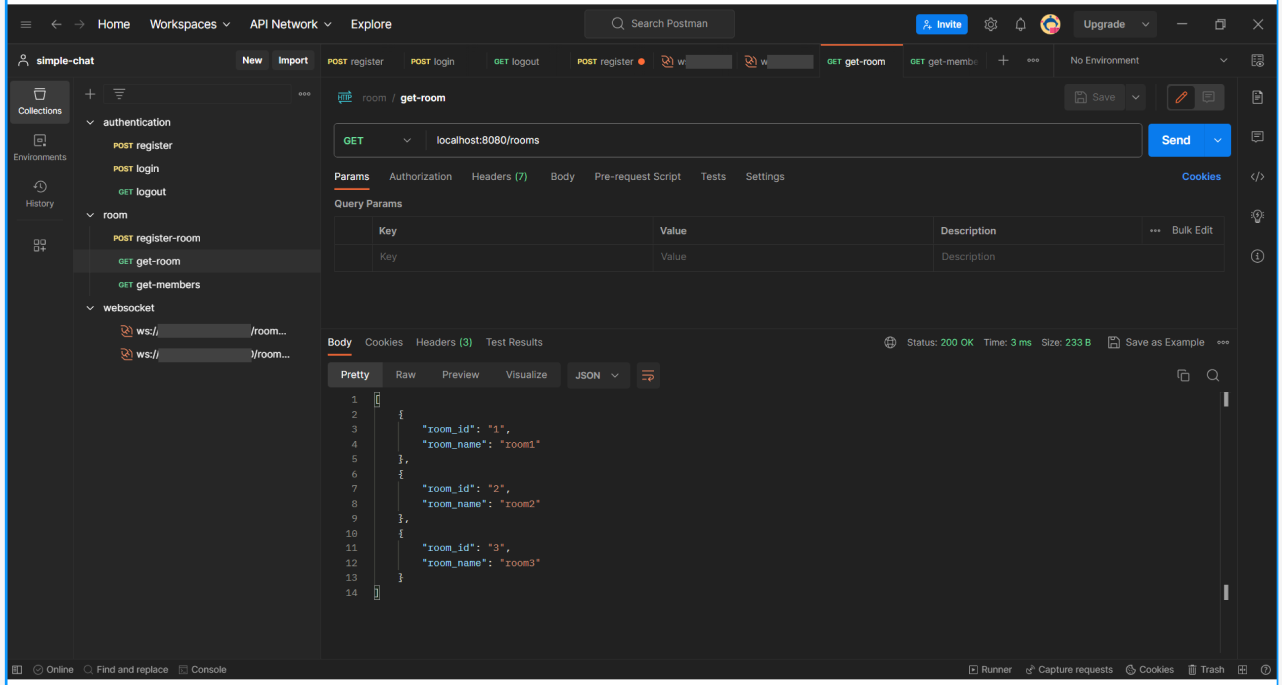 Home Workspaces API Network Explore Search Postman Invite Upgrade
simple-chat New Import POST register POST login GET logout POST register w w GET get-room GET get-membe No Environment
Collections
Environments
History
authentication
POST register
POST login
GET logout
room
POST register-room
GET get-room
GET get-members
websocket
ws:// /room...
ws:// )/room...
HTTP room / get-room Save
GET localhost:8080/rooms Send
Params Authorization Headers (7) Body Pre-request Script Tests Settings Cookies
Query Params
Key Value Description Bulk Edit
Key Value Description
Body Cookies Headers (3) Test Results Status: 200 OK Time: 3 ms Size: 233 B Save as Example
Pretty Raw Preview Visualize JSON
1 [
2 {
3 "room_id": "1",
4 "room_name": "room1"
5 },
6 {
7 "room_id": "2",
8 "room_name": "room2"
9 },
10 {
11 "room_id": "3",
12 "room_name": "room3"
13 }
14 ]
Online Find and replace Console Runner Capture requests Cookies Trash